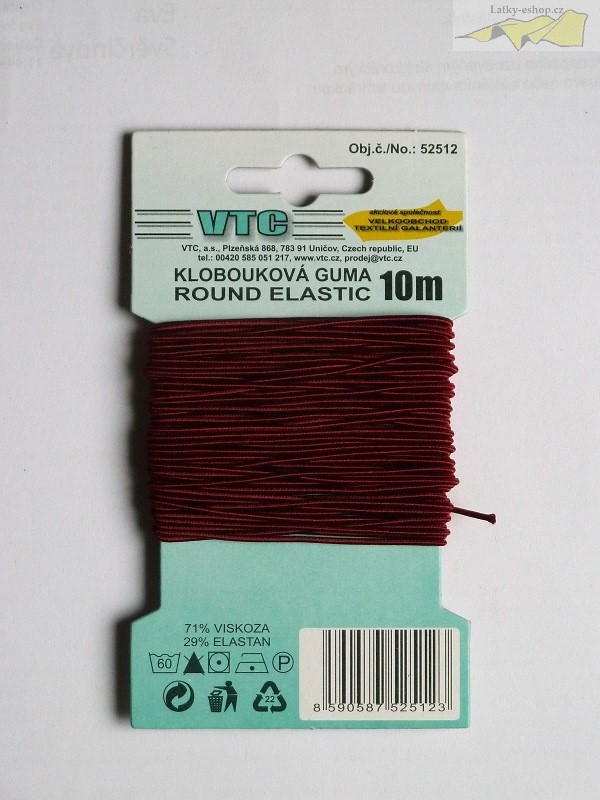 Latky-eshop.cz
Obj.č./No.: 52512
VTC
akciová společnost
VELKOOBCHOD
TEXTILNÍ GALANTERIÍ
VTC, a.s., Plzeňská 868, 783 91 Uničov, Czech republic, EU
tel.: 00420 585 051 217, www.vtc.cz, prodej@vtc.cz
KLOBOUKOVÁ GUMA
ROUND ELASTIC 10m
71% VISKOZA
29% ELASTAN
60 P
22
8 590587 525123